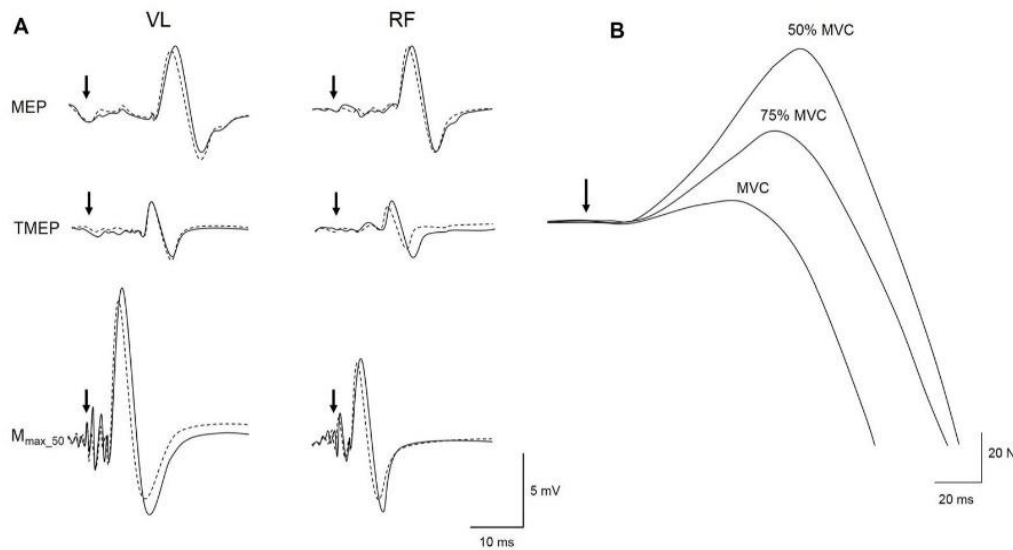 A
VL
RF
B
50% MVC
MEP
75% MVC
MVC
TMEP
Mmax_50
5 mV
10 ms
20 N
20 ms